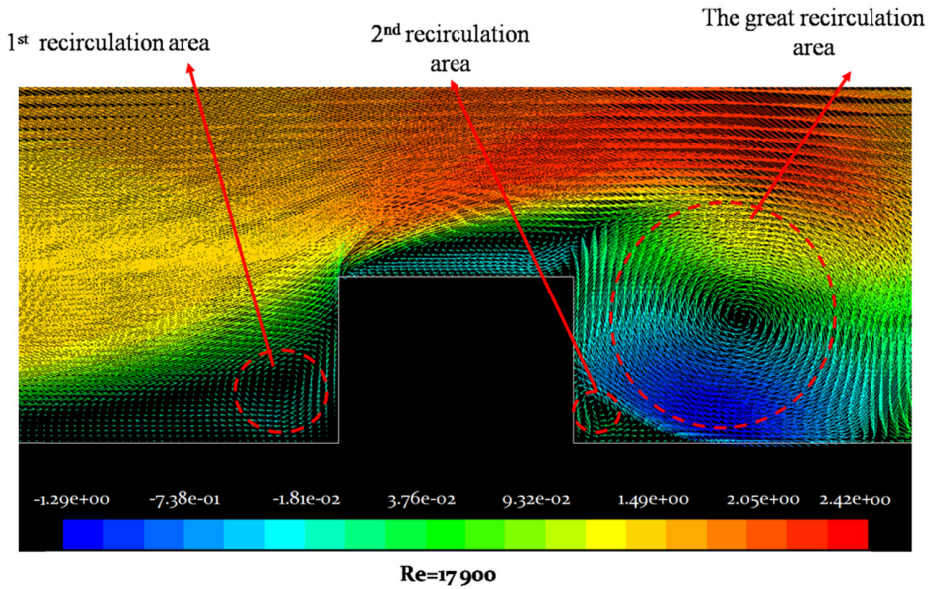 The great recirculation
area
2nd recirculation
area
1st recirculation area
-1.29e+00 -7.38e-01 -1.81e-02 3.76e-02 9.32e-02 1.49e+00 2.05e+00 2.42e+00
Re=17900